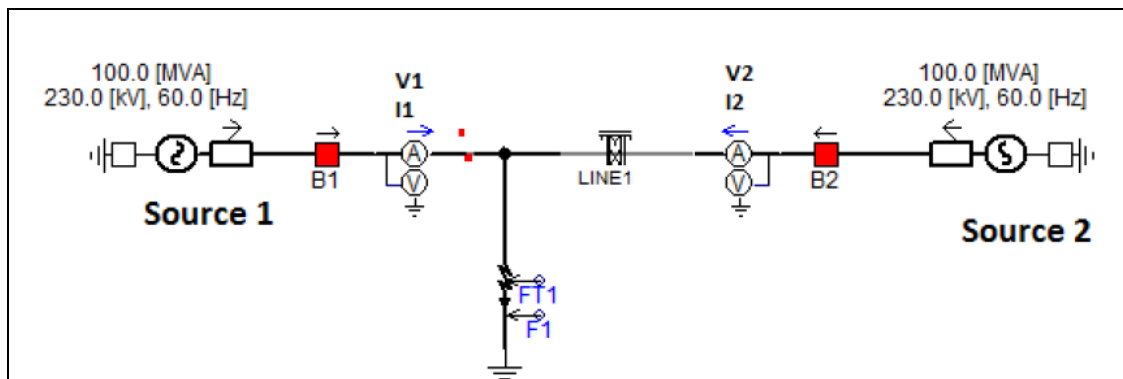 100.0 [MVA]
230.0 [kV], 60.0 [Hz]
V1
I1
V2
I2
100.0 [MVA]
230.0 [kV], 60.0 [Hz]
A
V
B1
LINE1
A
V
B2
Source 1
Source 2
FT1
F1